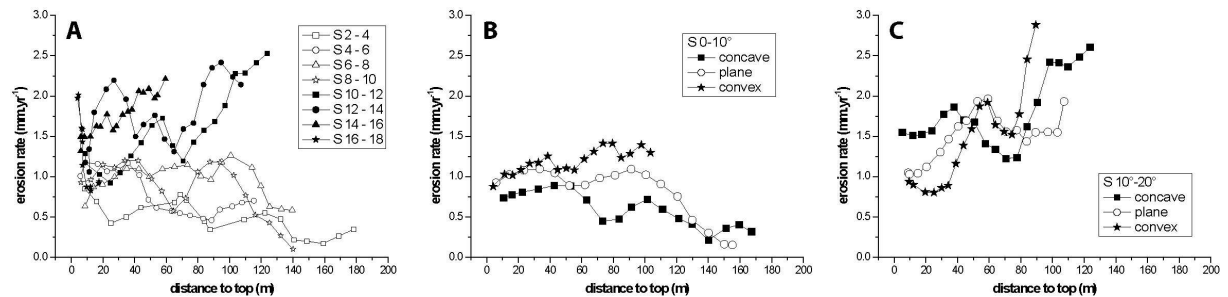 A
S 2 - 4
S 4 - 6
S 6 - 8
S 8 - 10
S 10 - 12
S 12 - 14
S 14 - 16
S 16 - 18
erosion rate (mm.yr⁻¹)
3.0
2.5
2.0
1.5
1.0
0.5
0.0
0 20 40 60 80 100 120 140 160 180 200
distance to top (m)
B
S 0-10°
concave
plane
convex
erosion rate (mm.yr⁻¹)
3.0
2.5
2.0
1.5
1.0
0.5
0.0
0 20 40 60 80 100 120 140 160 180 200
distance to top (m)
C
S 10°-20°
concave
plane
convex
erosion rate (mm.yr⁻¹)
3.0
2.5
2.0
1.5
1.0
0.5
0.0
0 20 40 60 80 100 120 140 160 180 200
distance to top (m)